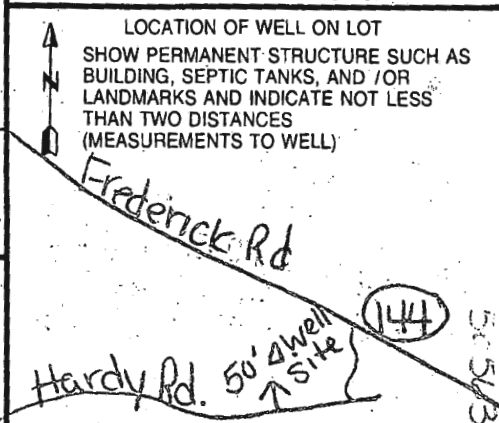 LOCATION OF WELL ON LOT
SHOW PERMANENT STRUCTURE SUCH AS
BUILDING, SEPTIC TANKS, AND /OR
LANDMARKS AND INDICATE NOT LESS
THAN TWO DISTANCES
(MEASUREMENTS TO WELL)
N
Frederick Rd
144
50' Δ Well
Site
Hardy Rd.